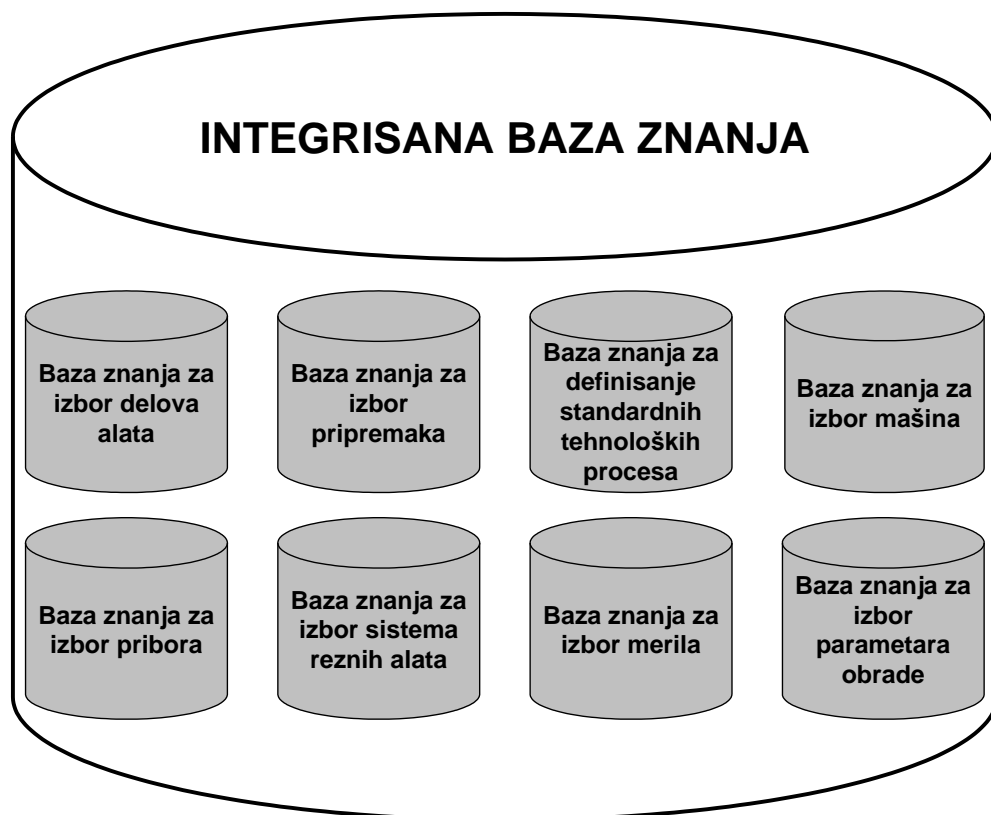 INTEGRISANA BAZA ZNANJA
Baza znanja za
izbor delova
alata
Baza znanja za
izbor
pripremaka
Baza znanja za
definisanje
standardnih
tehnoloških
procesa
Baza znanja za
izbor mašina
Baza znanja za
izbor pribora
Baza znanja za
izbor sistema
reznih alata
Baza znanja za
izbor merila
Baza znanja za
izbor
parametara
obrade